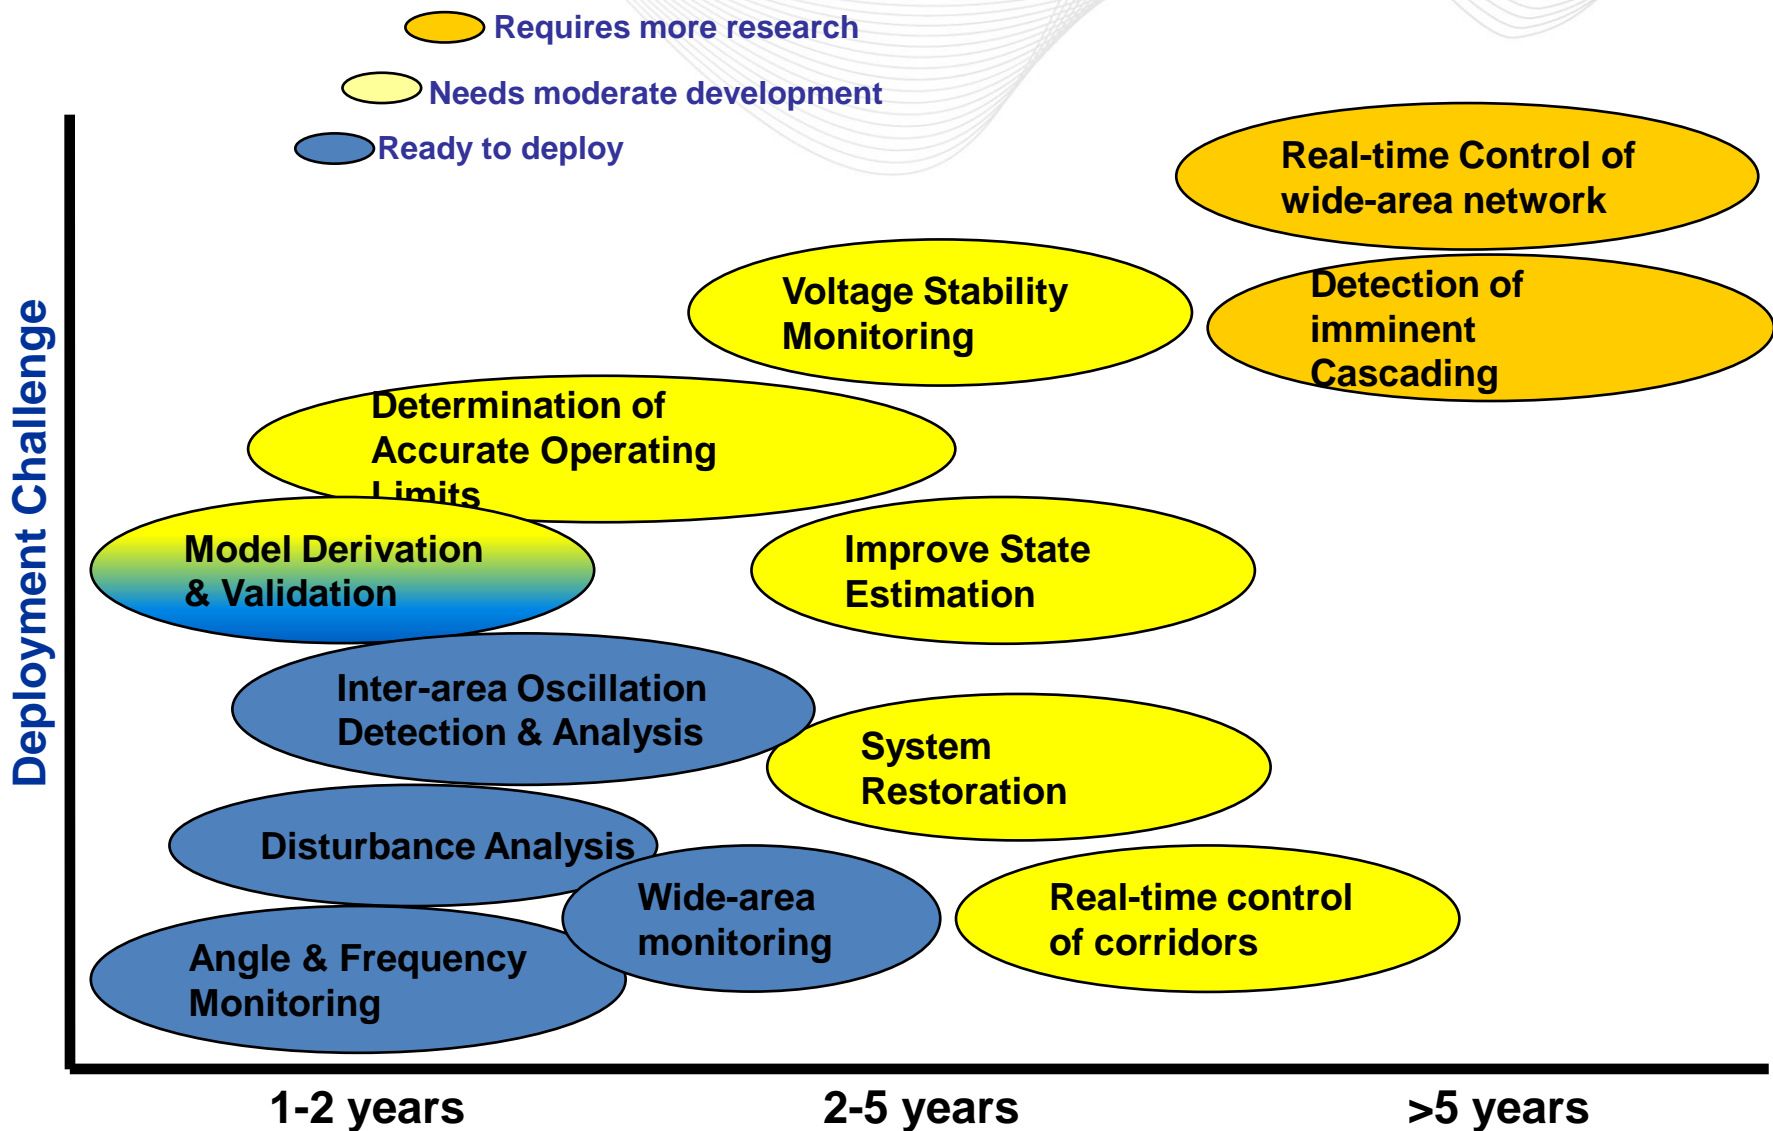 Requires more research
Needs moderate development
Ready to deploy
Deployment Challenge
Real-time Control of
wide-area network
Voltage Stability
Monitoring
Detection of
imminent
Cascading
Determination of
Accurate Operating
Limits
Model Derivation
& Validation
Improve State
Estimation
Inter-area Oscillation
Detection & Analysis
System
Restoration
Disturbance Analysis
Wide-area
monitoring
Real-time control
of corridors
Angle & Frequency
Monitoring
1-2 years
2-5 years
>5 years